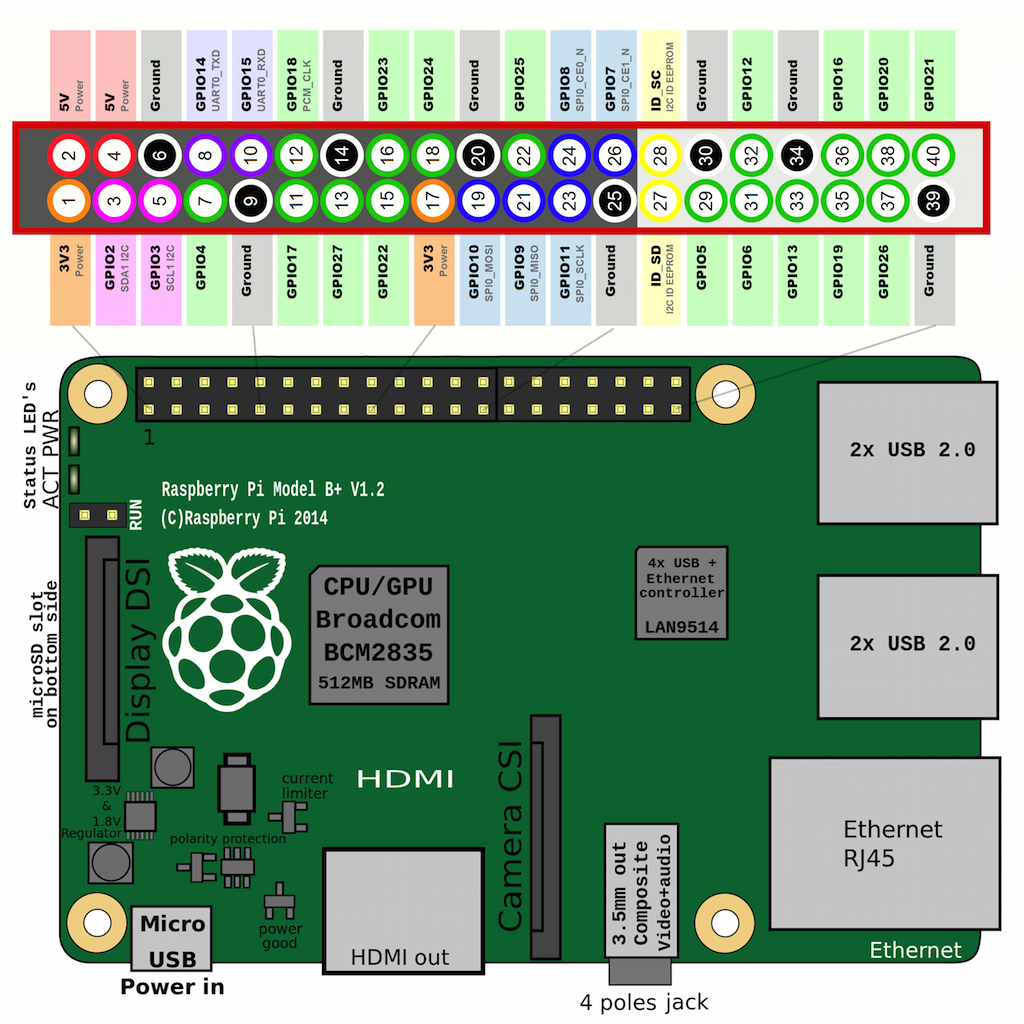 5V
Power
5V
Power
Ground
GPIO14
UART0_TXD
GPIO15
UART0_RXD
GPIO18
PCM_CLK
Ground
GPIO23
GPIO24
Ground
GPIO25
GPIO8
SPI0_CE0_N
GPIO7
SPI0_CE1_N
ID_SC
I2C ID EEPROM
Ground
GPIO12
Ground
GPIO16
GPIO20
GPIO21
2 4 6 8 10 12 14 16 18 20 22 24 26 28 30 32 34 36 38 40
1 3 5 7 9 11 13 15 17 19 21 23 25 27 29 31 33 35 37 39
3V3
Power
GPIO2
SDA1 I2C
GPIO3
SCL1 I2C
GPIO4
Ground
GPIO17
GPIO27
GPIO22
3V3
Power
GPIO10
SPI0_MOSI
GPIO9
SPI0_MISO
GPIO11
SPI0_SCLK
Ground
ID_SD
I2C ID EEPROM
GPIO5
GPIO6
GPIO13
GPIO19
GPIO26
Ground
Status LED's
ACT PWR
1
RUN
Raspberry Pi Model B+ V1.2
(C)Raspberry Pi 2014
2x USB 2.0
microSD slot
on bottom side
Display DSI
CPU/GPU
Broadcom
BCM2835
512MB SDRAM
4x USB +
Ethernet
controller
LAN9514
2x USB 2.0
3.3V
&
1.8V
Regulator
current
limiter
polarity protection
HDMI
Camera CSI
power
good
Micro
USB
Power in
HDMI out
3.5mm out
Composite
Video+audio
4 poles jack
Ethernet
RJ45
Ethernet